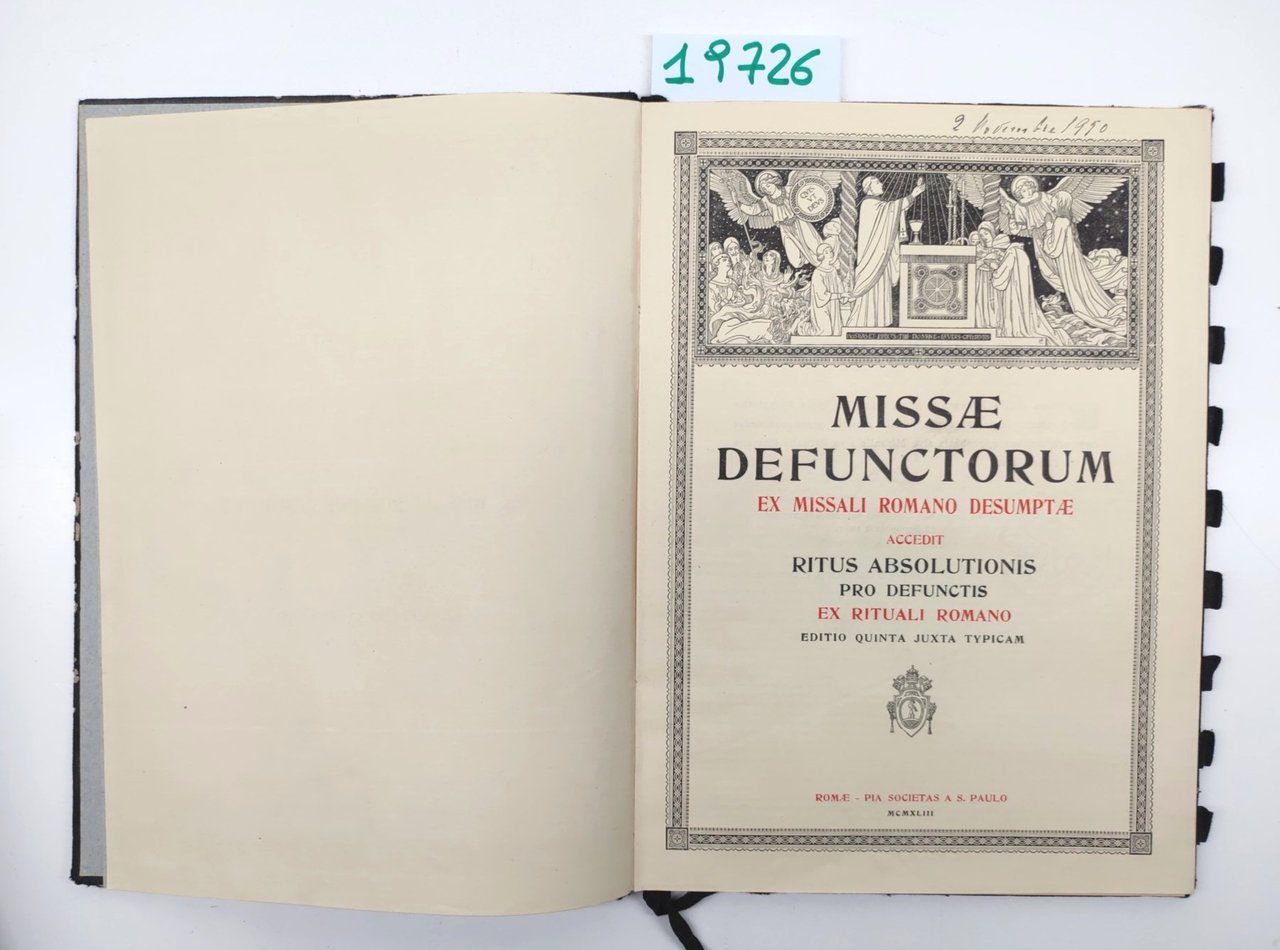 19726
2 Novembre 1950
MISSÆ
DEFUNCTORUM
EX MISSALI ROMANO DESUMPTÆ
ACCEDIT
RITUS ABSOLUTIONIS
PRO DEFUNCTIS
EX RITUALI ROMANO
EDITIO QUINTA JUXTA TYPICAM
ROMÆ - PIA SOCIETAS A S. PAULO
MCMXLIII